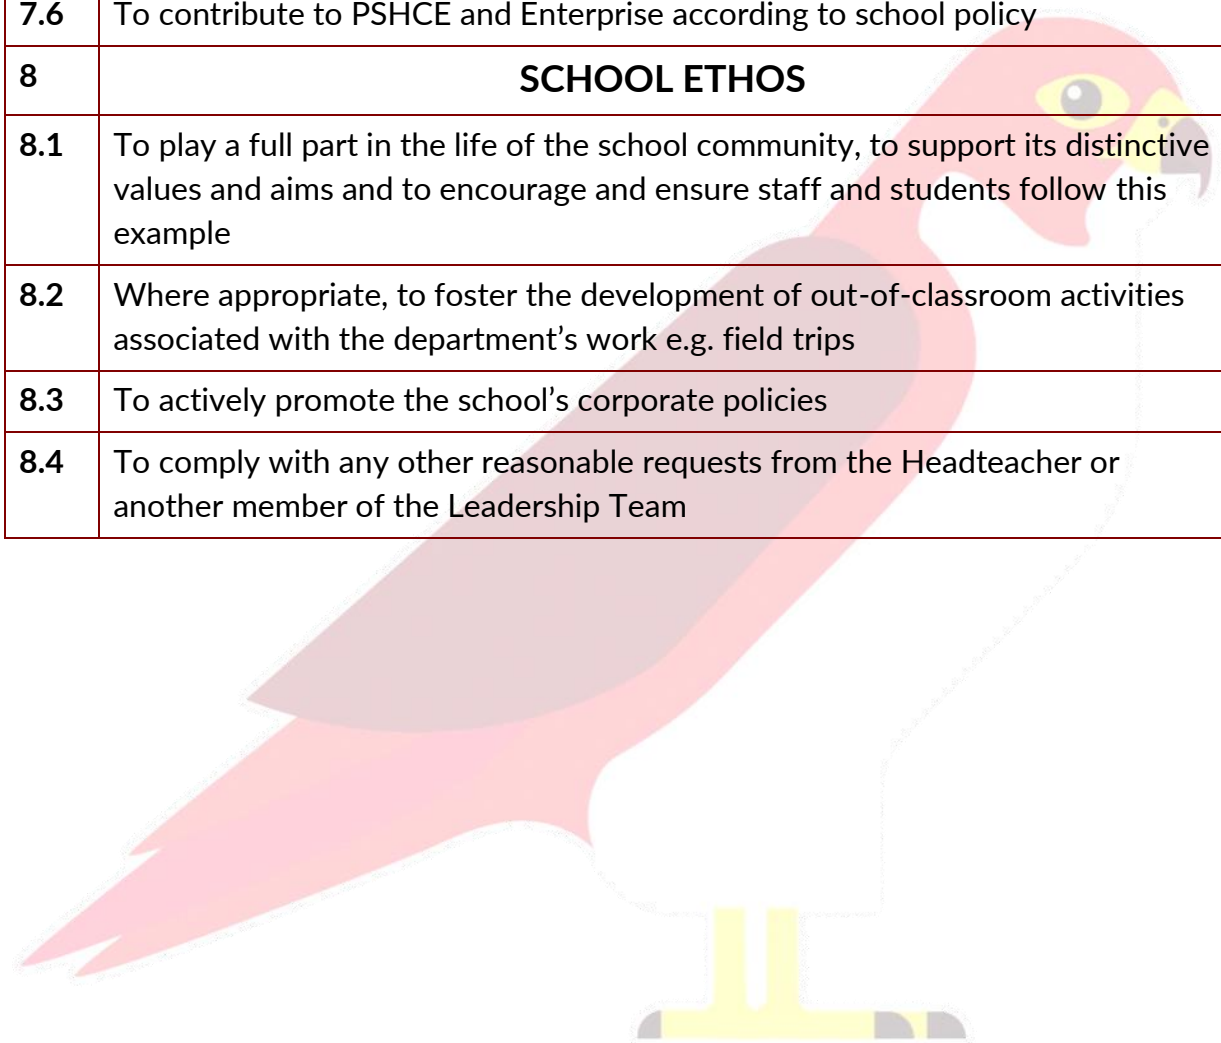 7.6 To contribute to PSHCE and Enterprise according to school policy
8 SCHOOL ETHOS
8.1 To play a full part in the life of the school community, to support its distinctive
values and aims and to encourage and ensure staff and students follow this
example
8.2 Where appropriate, to foster the development of out-of-classroom activities
associated with the department’s work e.g. field trips
8.3 To actively promote the school’s corporate policies
8.4 To comply with any other reasonable requests from the Headteacher or
another member of the Leadership Team